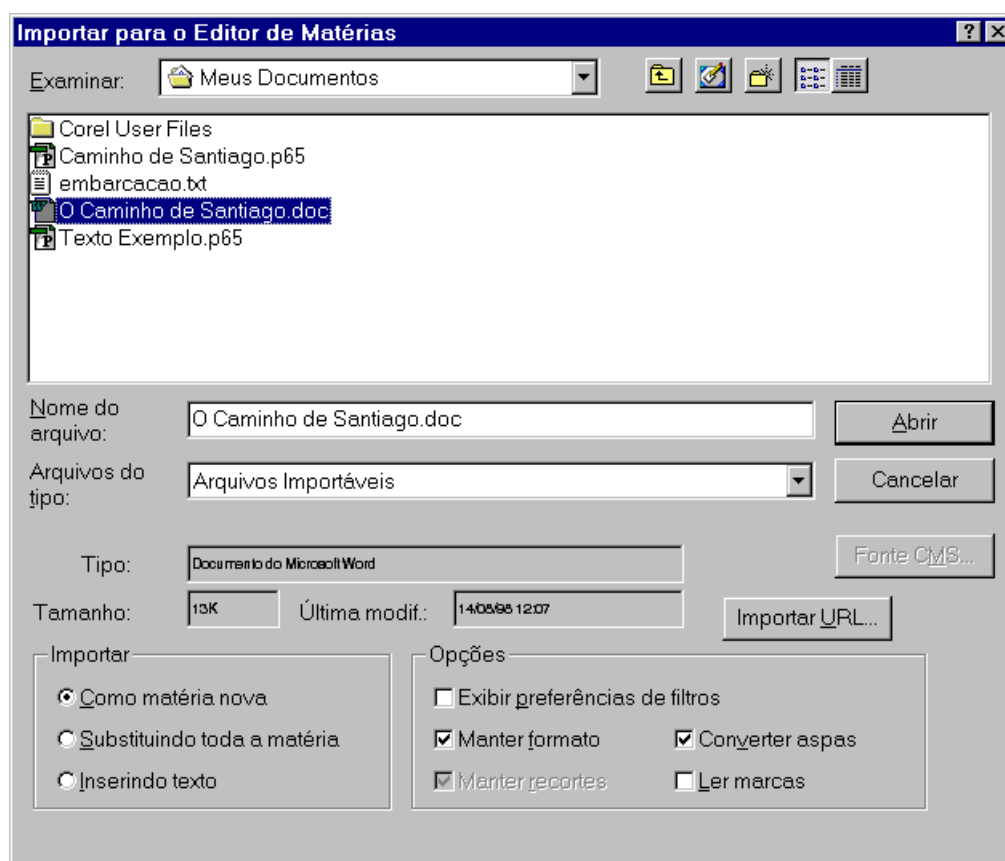 Importar para o Editor de Matérias
Examinar: Meus Documentos
Corel User Files
Caminho de Santiago.p65
embarcacao.txt
O Caminho de Santiago.doc
Texto Exemplo.p65
Nome do
arquivo: O Caminho de Santiago.doc Abrir
Arquivos do
tipo: Arquivos Importáveis Cancelar
Fonte CMS...
Tipo: Documento do Microsoft Word
Tamanho: 13K Última modif.: 14/08/98 12:07 Importar URL...
Importar Opções
Como matéria nova Exibir preferências de filtros
Substituindo toda a matéria Manter formato Converter aspas
Inserindo texto Manter recortes Ler marcas